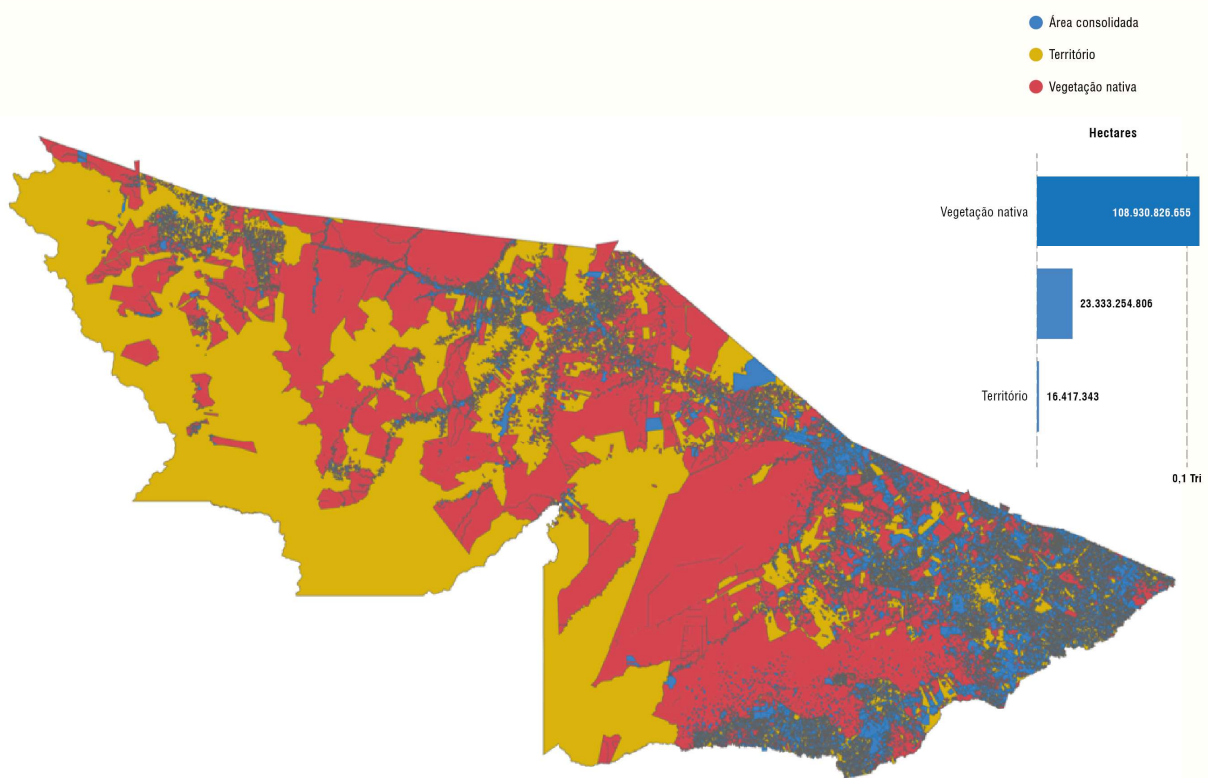 Área consolidada
Território
Vegetação nativa
Hectares
Vegetação nativa
108.930.826.655
23.333.254.806
Território
16.417.343
0,1 Tri